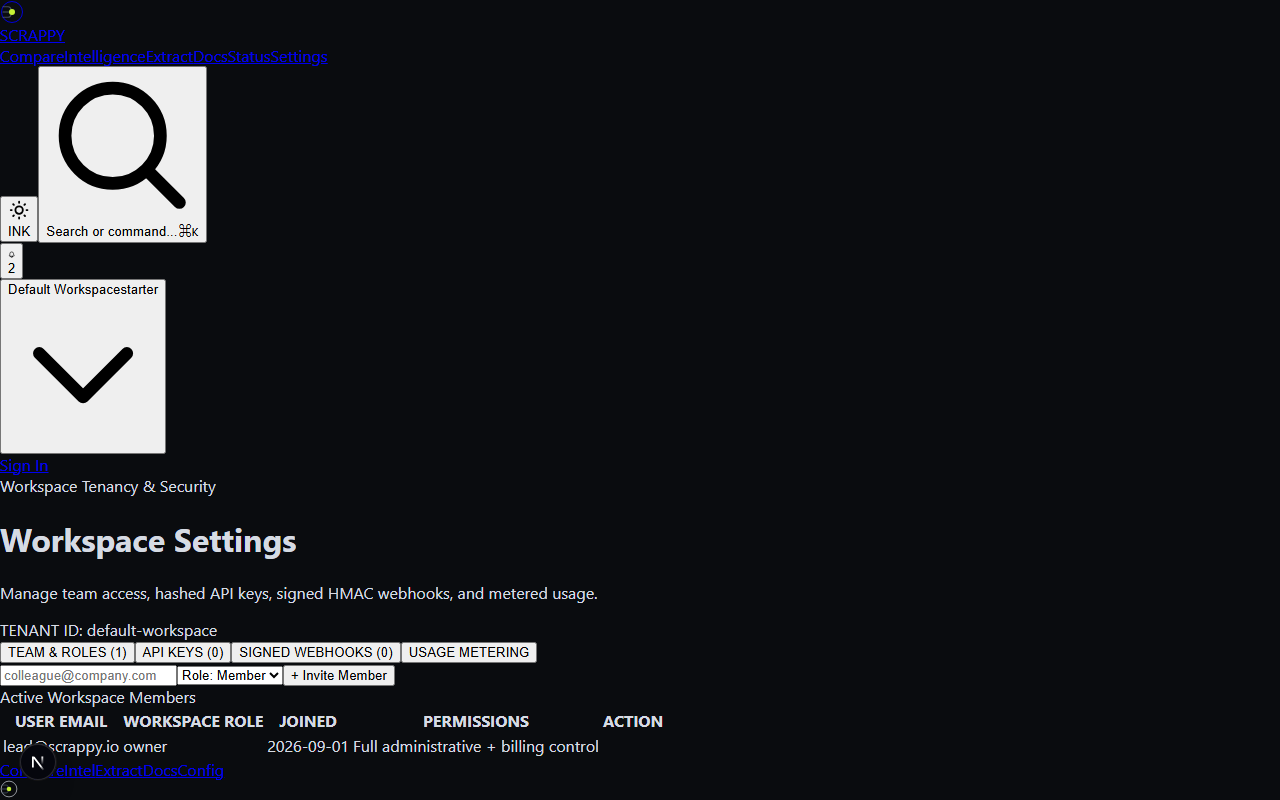 SCRAPPY
CompareIntelligenceExtractDocsStatusSettings
INK
Search or command...⌘K
2
Default Workspacestarter
Sign In
Workspace Tenancy & Security
Workspace Settings
Manage team access, hashed API keys, signed HMAC webhooks, and metered usage.
TENANT ID: default-workspace
TEAM & ROLES (1) API KEYS (0) SIGNED WEBHOOKS (0) USAGE METERING
colleague@company.com Role: Member + Invite Member
Active Workspace Members
USER EMAIL WORKSPACE ROLE JOINED PERMISSIONS ACTION
lead@scrappy.io owner 2026-09-01 Full administrative + billing control
N
IntelExtractDocsConfig